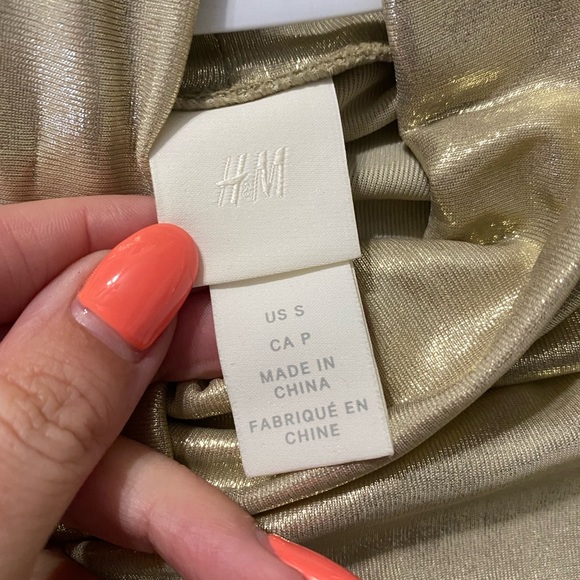 H&M
US S
CA P
MADE IN
CHINA
FABRIQUÉ EN
CHINE